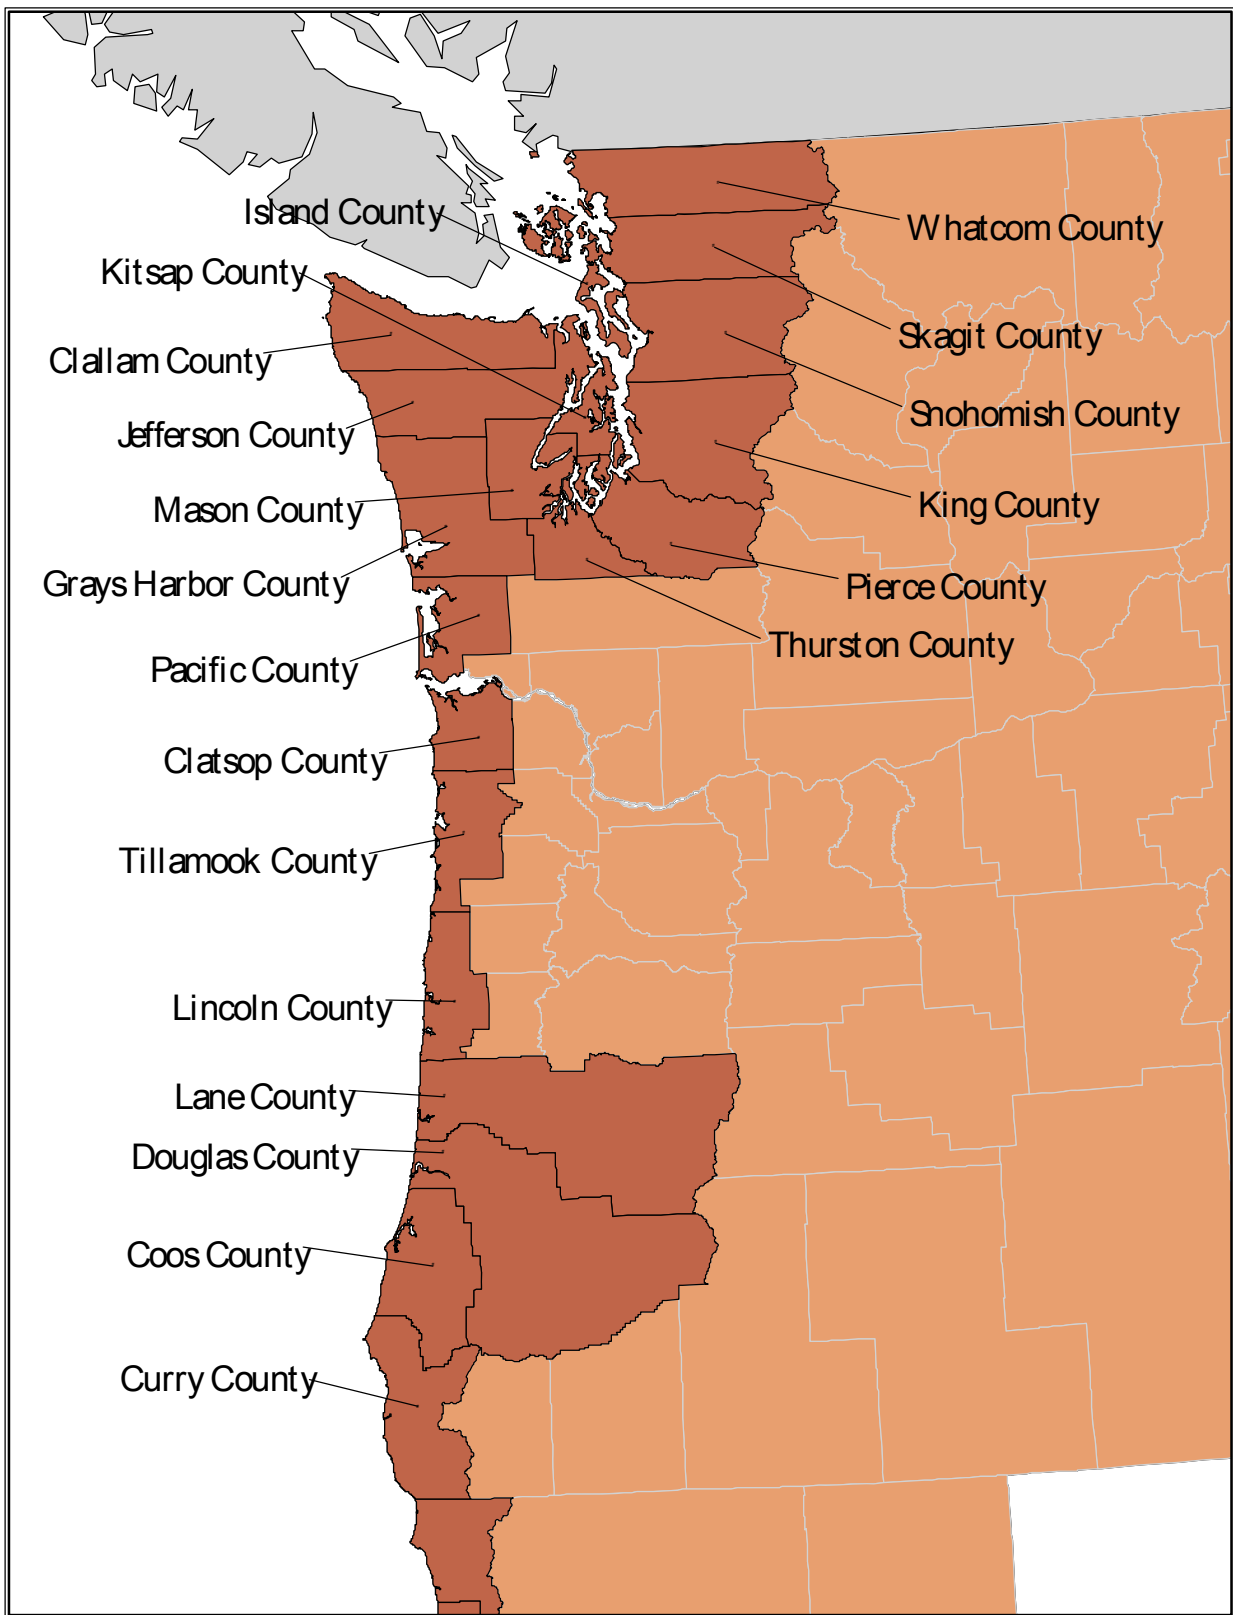 Island County
Whatcom County
Kitsap County
Skagit County
Clallam County
Snohomish County
Jefferson County
King County
Mason County
Grays Harbor County
Pierce County
Thurston County
Pacific County
Clatsop County
Tillamook County
Lincoln County
Lane County
Douglas County
Coos County
Curry County